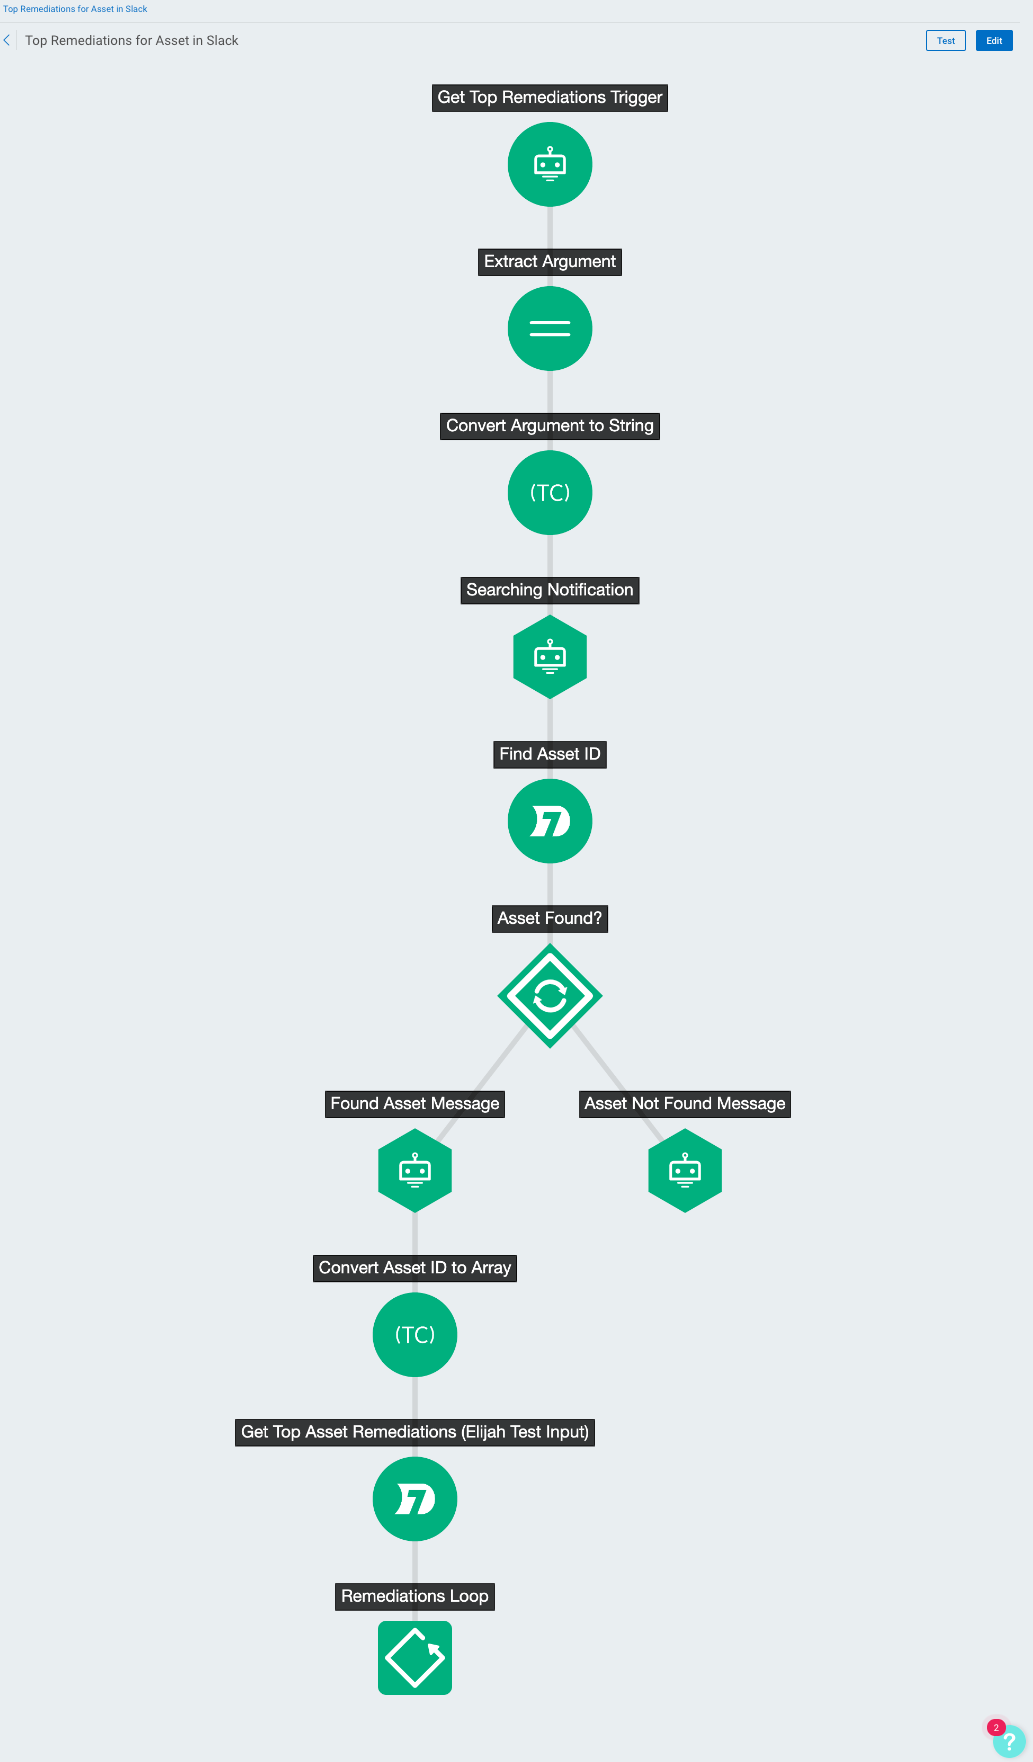 Top Remediations for Asset in Slack
Top Remediations for Asset in Slack
Test
Edit
Get Top Remediations Trigger
Extract Argument
Convert Argument to String
(TC)
Searching Notification
Find Asset ID
Asset Found?
Found Asset Message
Asset Not Found Message
Convert Asset ID to Array
(TC)
Get Top Asset Remediations (Elijah Test Input)
Remediations Loop
2
?